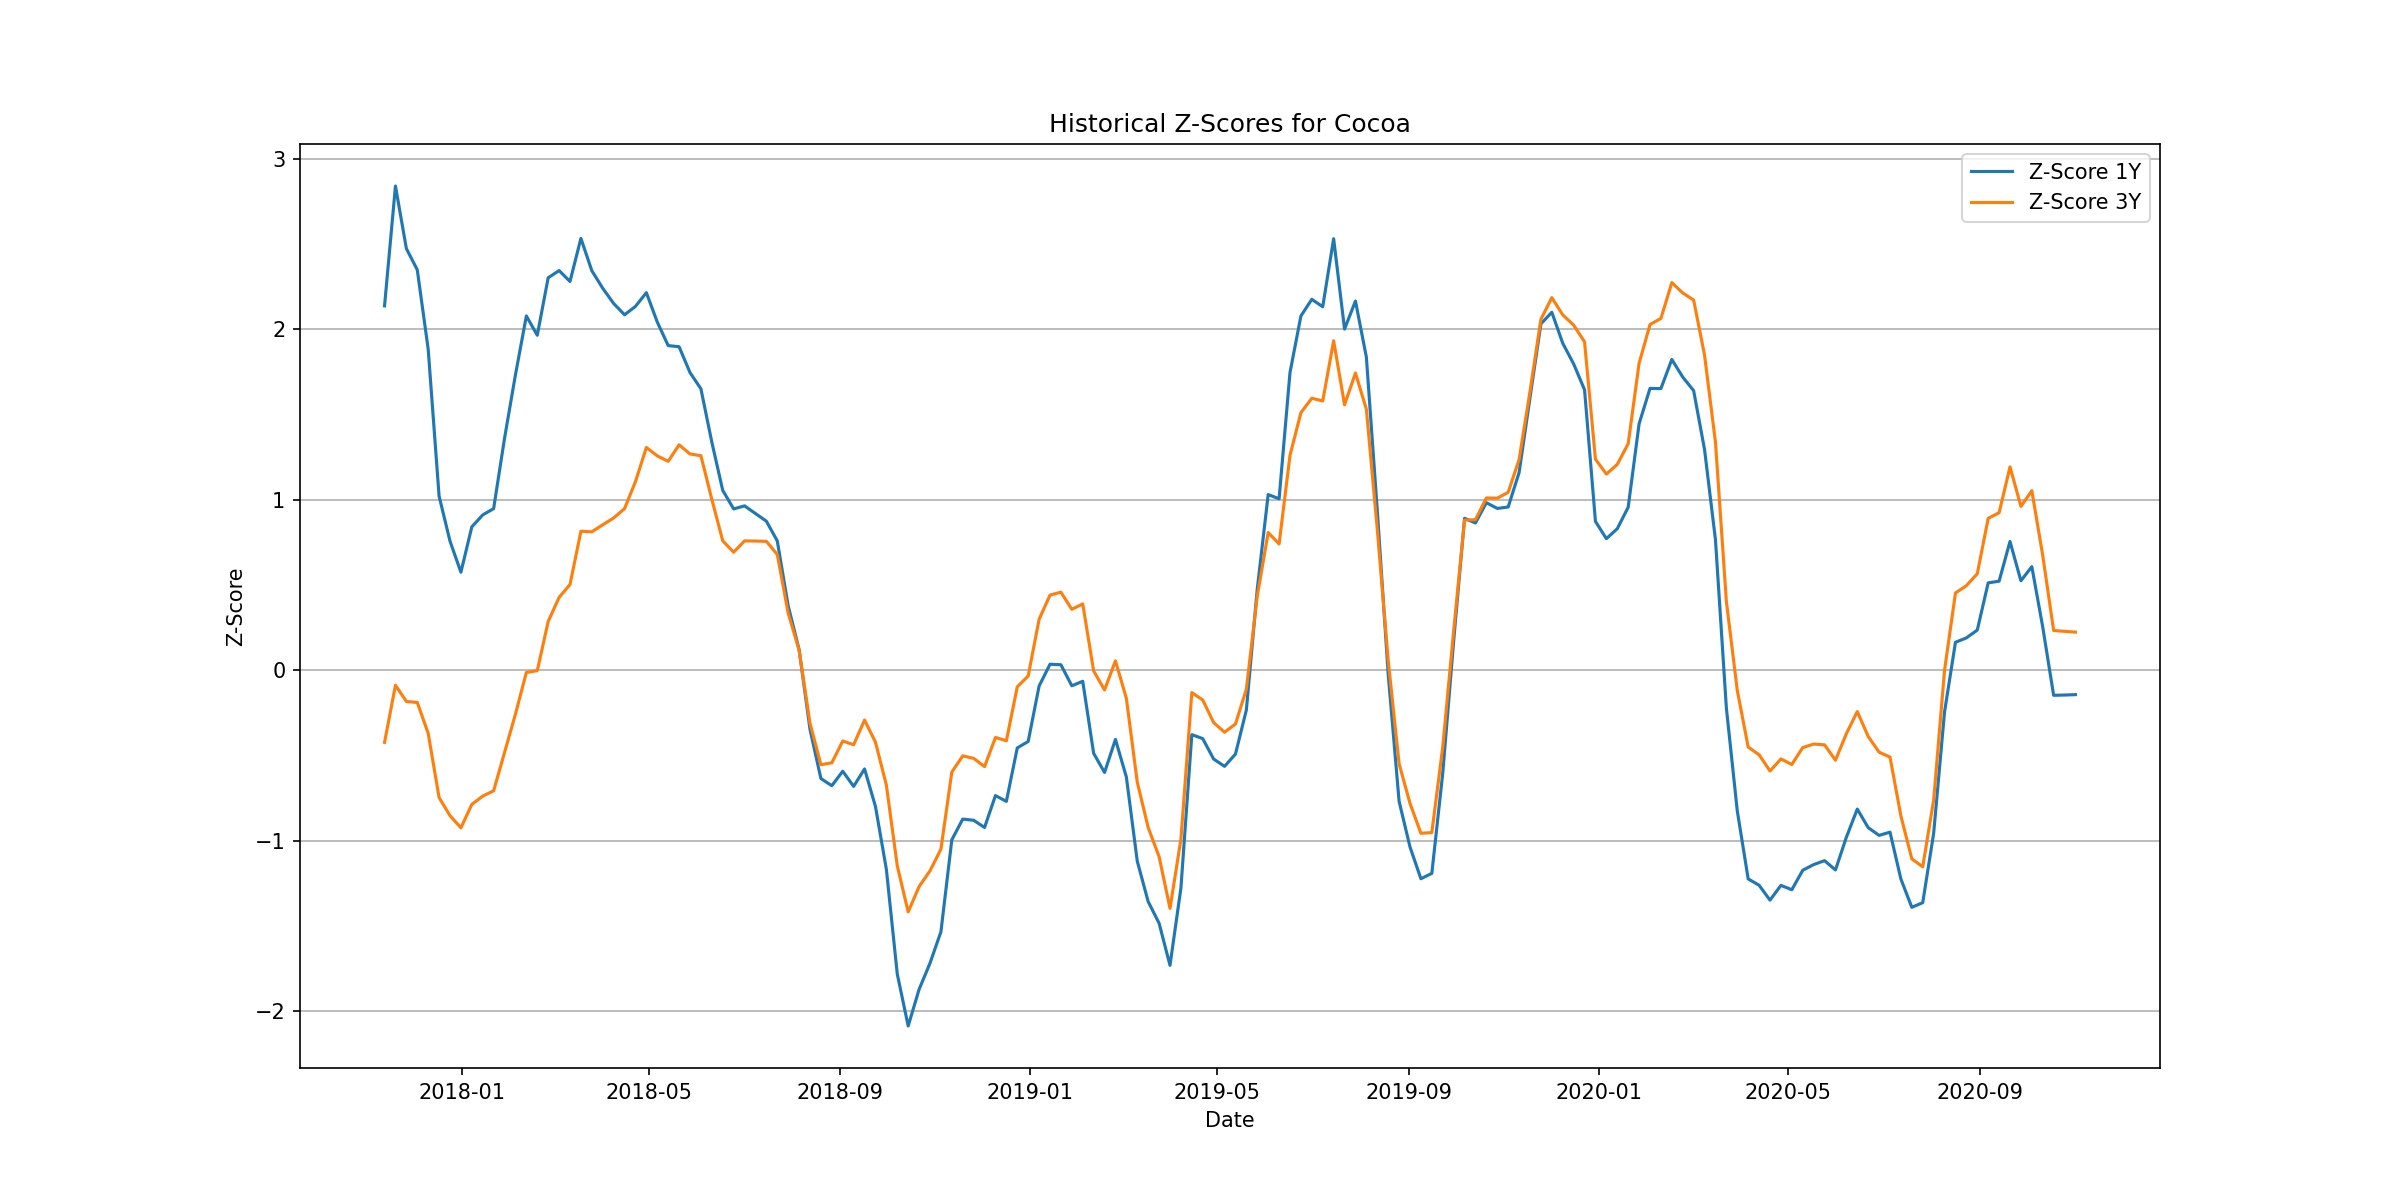 Historical Z-Scores for Cocoa
Z-Score 1Y
Z-Score 3Y
Z-Score
3
2
1
0
−1
−2
2018-01 2018-05 2018-09 2019-01 2019-05 2019-09 2020-01 2020-05 2020-09
Date